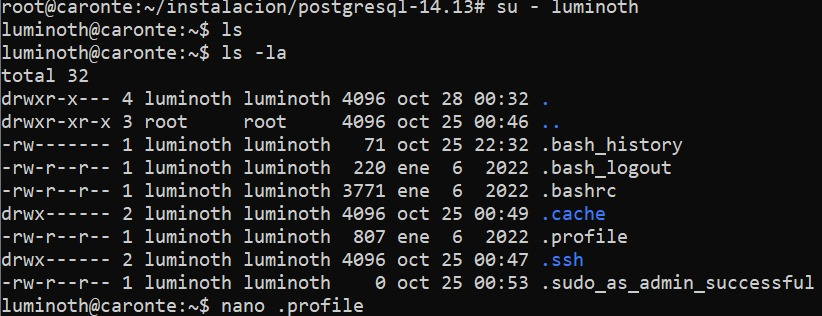 root@caronte:~/instalacion/postgresql-14.13# su - luminoth
luminoth@caronte:~$ ls
luminoth@caronte:~$ ls -la
total 32
drwxr-x--- 4 luminoth luminoth 4096 oct 28 00:32 .
drwxr-xr-x 3 root     root     4096 oct 25 00:46 ..
-rw------- 1 luminoth luminoth   71 oct 25 22:32 .bash_history
-rw-r--r-- 1 luminoth luminoth  220 ene  6  2022 .bash_logout
-rw-r--r-- 1 luminoth luminoth 3771 ene  6  2022 .bashrc
drwx------ 2 luminoth luminoth 4096 oct 25 00:49 .cache
-rw-r--r-- 1 luminoth luminoth  807 ene  6  2022 .profile
drwx------ 2 luminoth luminoth 4096 oct 25 00:47 .ssh
-rw-r--r-- 1 luminoth luminoth    0 oct 25 00:53 .sudo_as_admin_successful
luminoth@caronte:~$ nano .profile